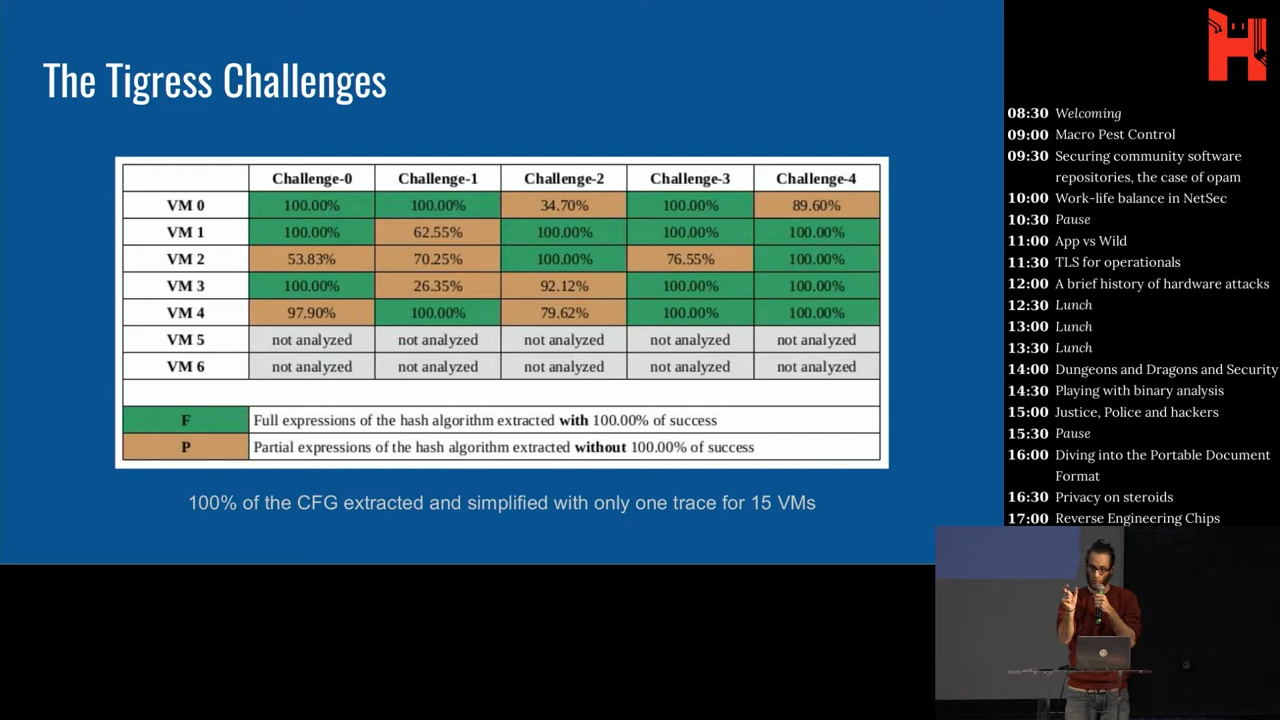 The Tigress Challenges
Challenge-0 Challenge-1 Challenge-2 Challenge-3 Challenge-4
VM 0 100.00% 100.00% 34.70% 100.00% 89.60%
VM 1 100.00% 62.55% 100.00% 100.00% 100.00%
VM 2 53.83% 70.25% 100.00% 76.55% 100.00%
VM 3 100.00% 26.35% 92.12% 100.00% 100.00%
VM 4 97.90% 100.00% 79.62% 100.00% 100.00%
VM 5 not analyzed not analyzed not analyzed not analyzed not analyzed
VM 6 not analyzed not analyzed not analyzed not analyzed not analyzed
F Full expressions of the hash algorithm extracted with 100.00% of success
P Partial expressions of the hash algorithm extracted without 100.00% of success
100% of the CFG extracted and simplified with only one trace for 15 VMs
08:30 Welcoming
09:00 Macro Pest Control
09:30 Securing community software
repositories, the case of opam
10:00 Work-life balance in NetSec
10:30 Pause
11:00 App vs Wild
11:30 TLS for operationals
12:00 A brief history of hardware attacks
12:30 Lunch
13:00 Lunch
13:30 Lunch
14:00 Dungeons and Dragons and Security
14:30 Playing with binary analysis
15:00 Justice, Police and hackers
15:30 Pause
16:00 Diving into the Portable Document
Format
16:30 Privacy on steroids
17:00 Reverse Engineering Chips